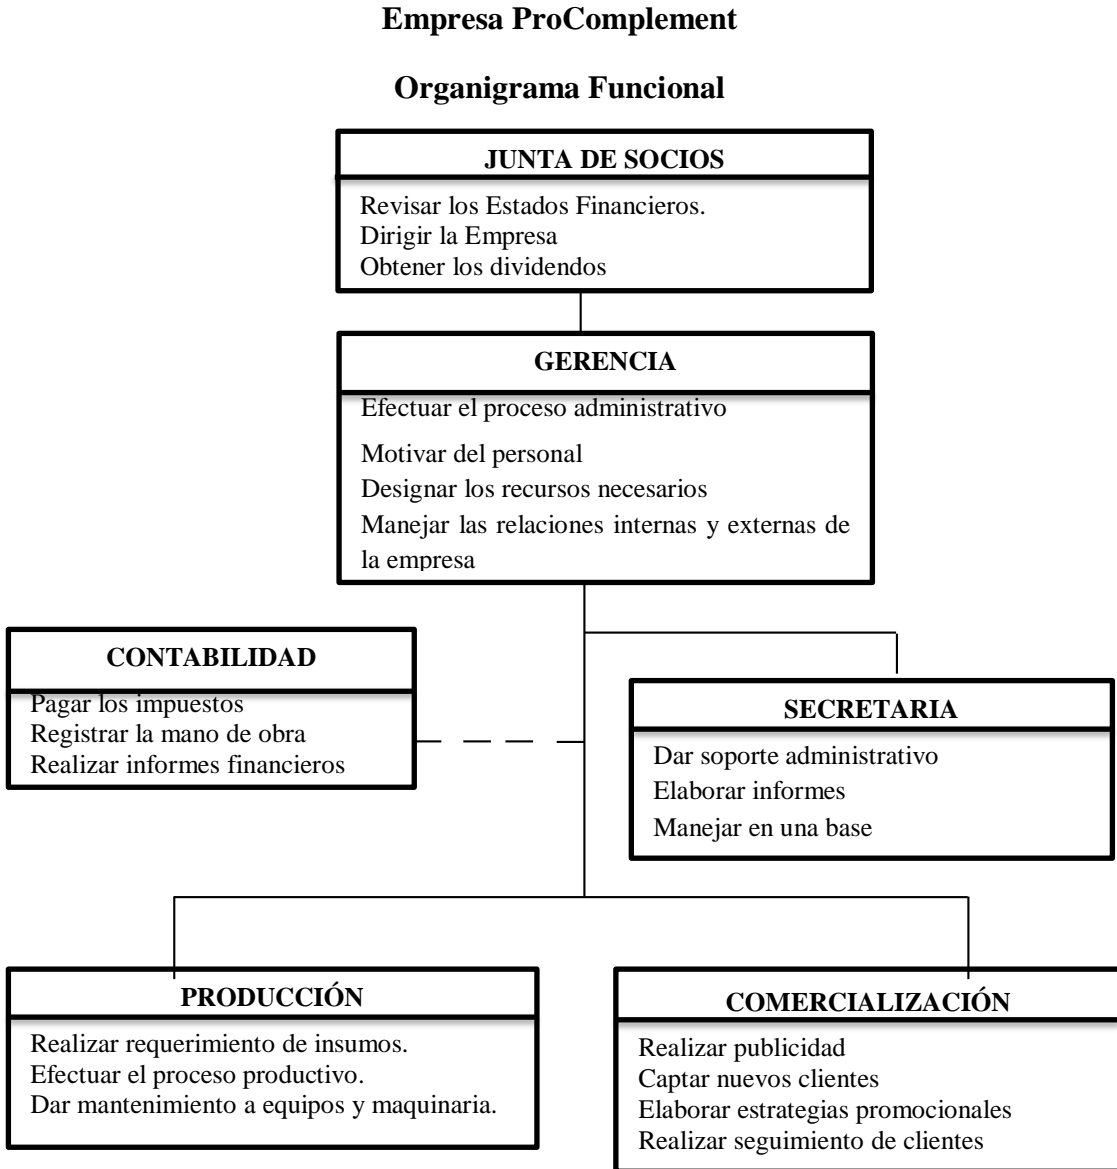 Empresa ProComplement
Organigrama Funcional
JUNTA DE SOCIOS
Revisar los Estados Financieros.
Dirigir la Empresa
Obtener los dividendos
GERENCIA
Efectuar el proceso administrativo
Motivar del personal
Designar los recursos necesarios
Manejar las relaciones internas y externas de
la empresa
CONTABILIDAD
Pagar los impuestos
Registrar la mano de obra
Realizar informes financieros
SECRETARIA
Dar soporte administrativo
Elaborar informes
Manejar en una base
PRODUCCIÓN
Realizar requerimiento de insumos.
Efectuar el proceso productivo.
Dar mantenimiento a equipos y maquinaria.
COMERCIALIZACIÓN
Realizar publicidad
Captar nuevos clientes
Elaborar estrategias promocionales
Realizar seguimiento de clientes